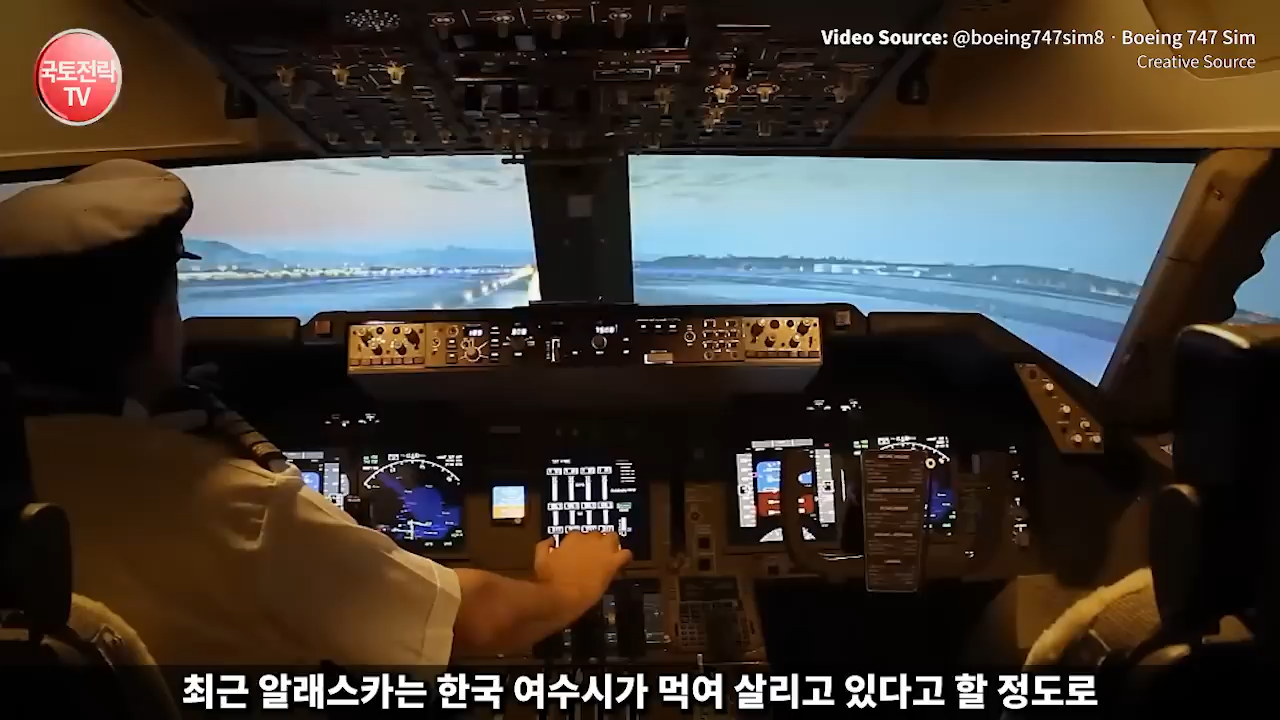 국토전략
TV
Video Source: @boeing747sim8 · Boeing 747 Sim
Creative Source
최근 알래스카는 한국 여수시가 먹여 살리고 있다고 할 정도로